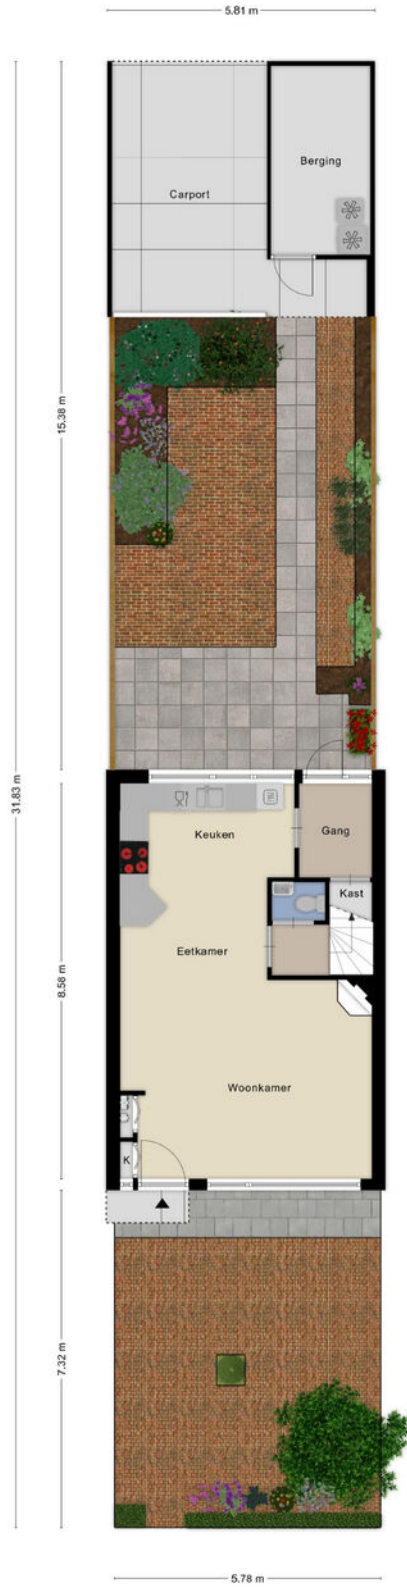 5.81 m
Berging
Carport
15.38 m
31.83 m
Keuken
Gang
Kast
Eetkamer
8.58 m
Woonkamer
K
7.32 m
5.78 m